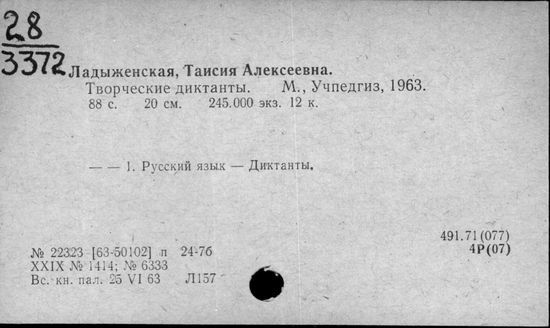 28
3372
Ладыженская, Таисия Алексеевна.
Творческие диктанты. М., Учпедгиз, 1963.
88 с. 20 см. 245.000 экз. 12 к.
— — 1. Русский язык — Диктанты.
491.71 (077)
4Р(07)
№ 22323 [63-50102] п 24-7б
XXIX № 1414; № 6333
Вс. кн. пал. 25 VI 63 Л157